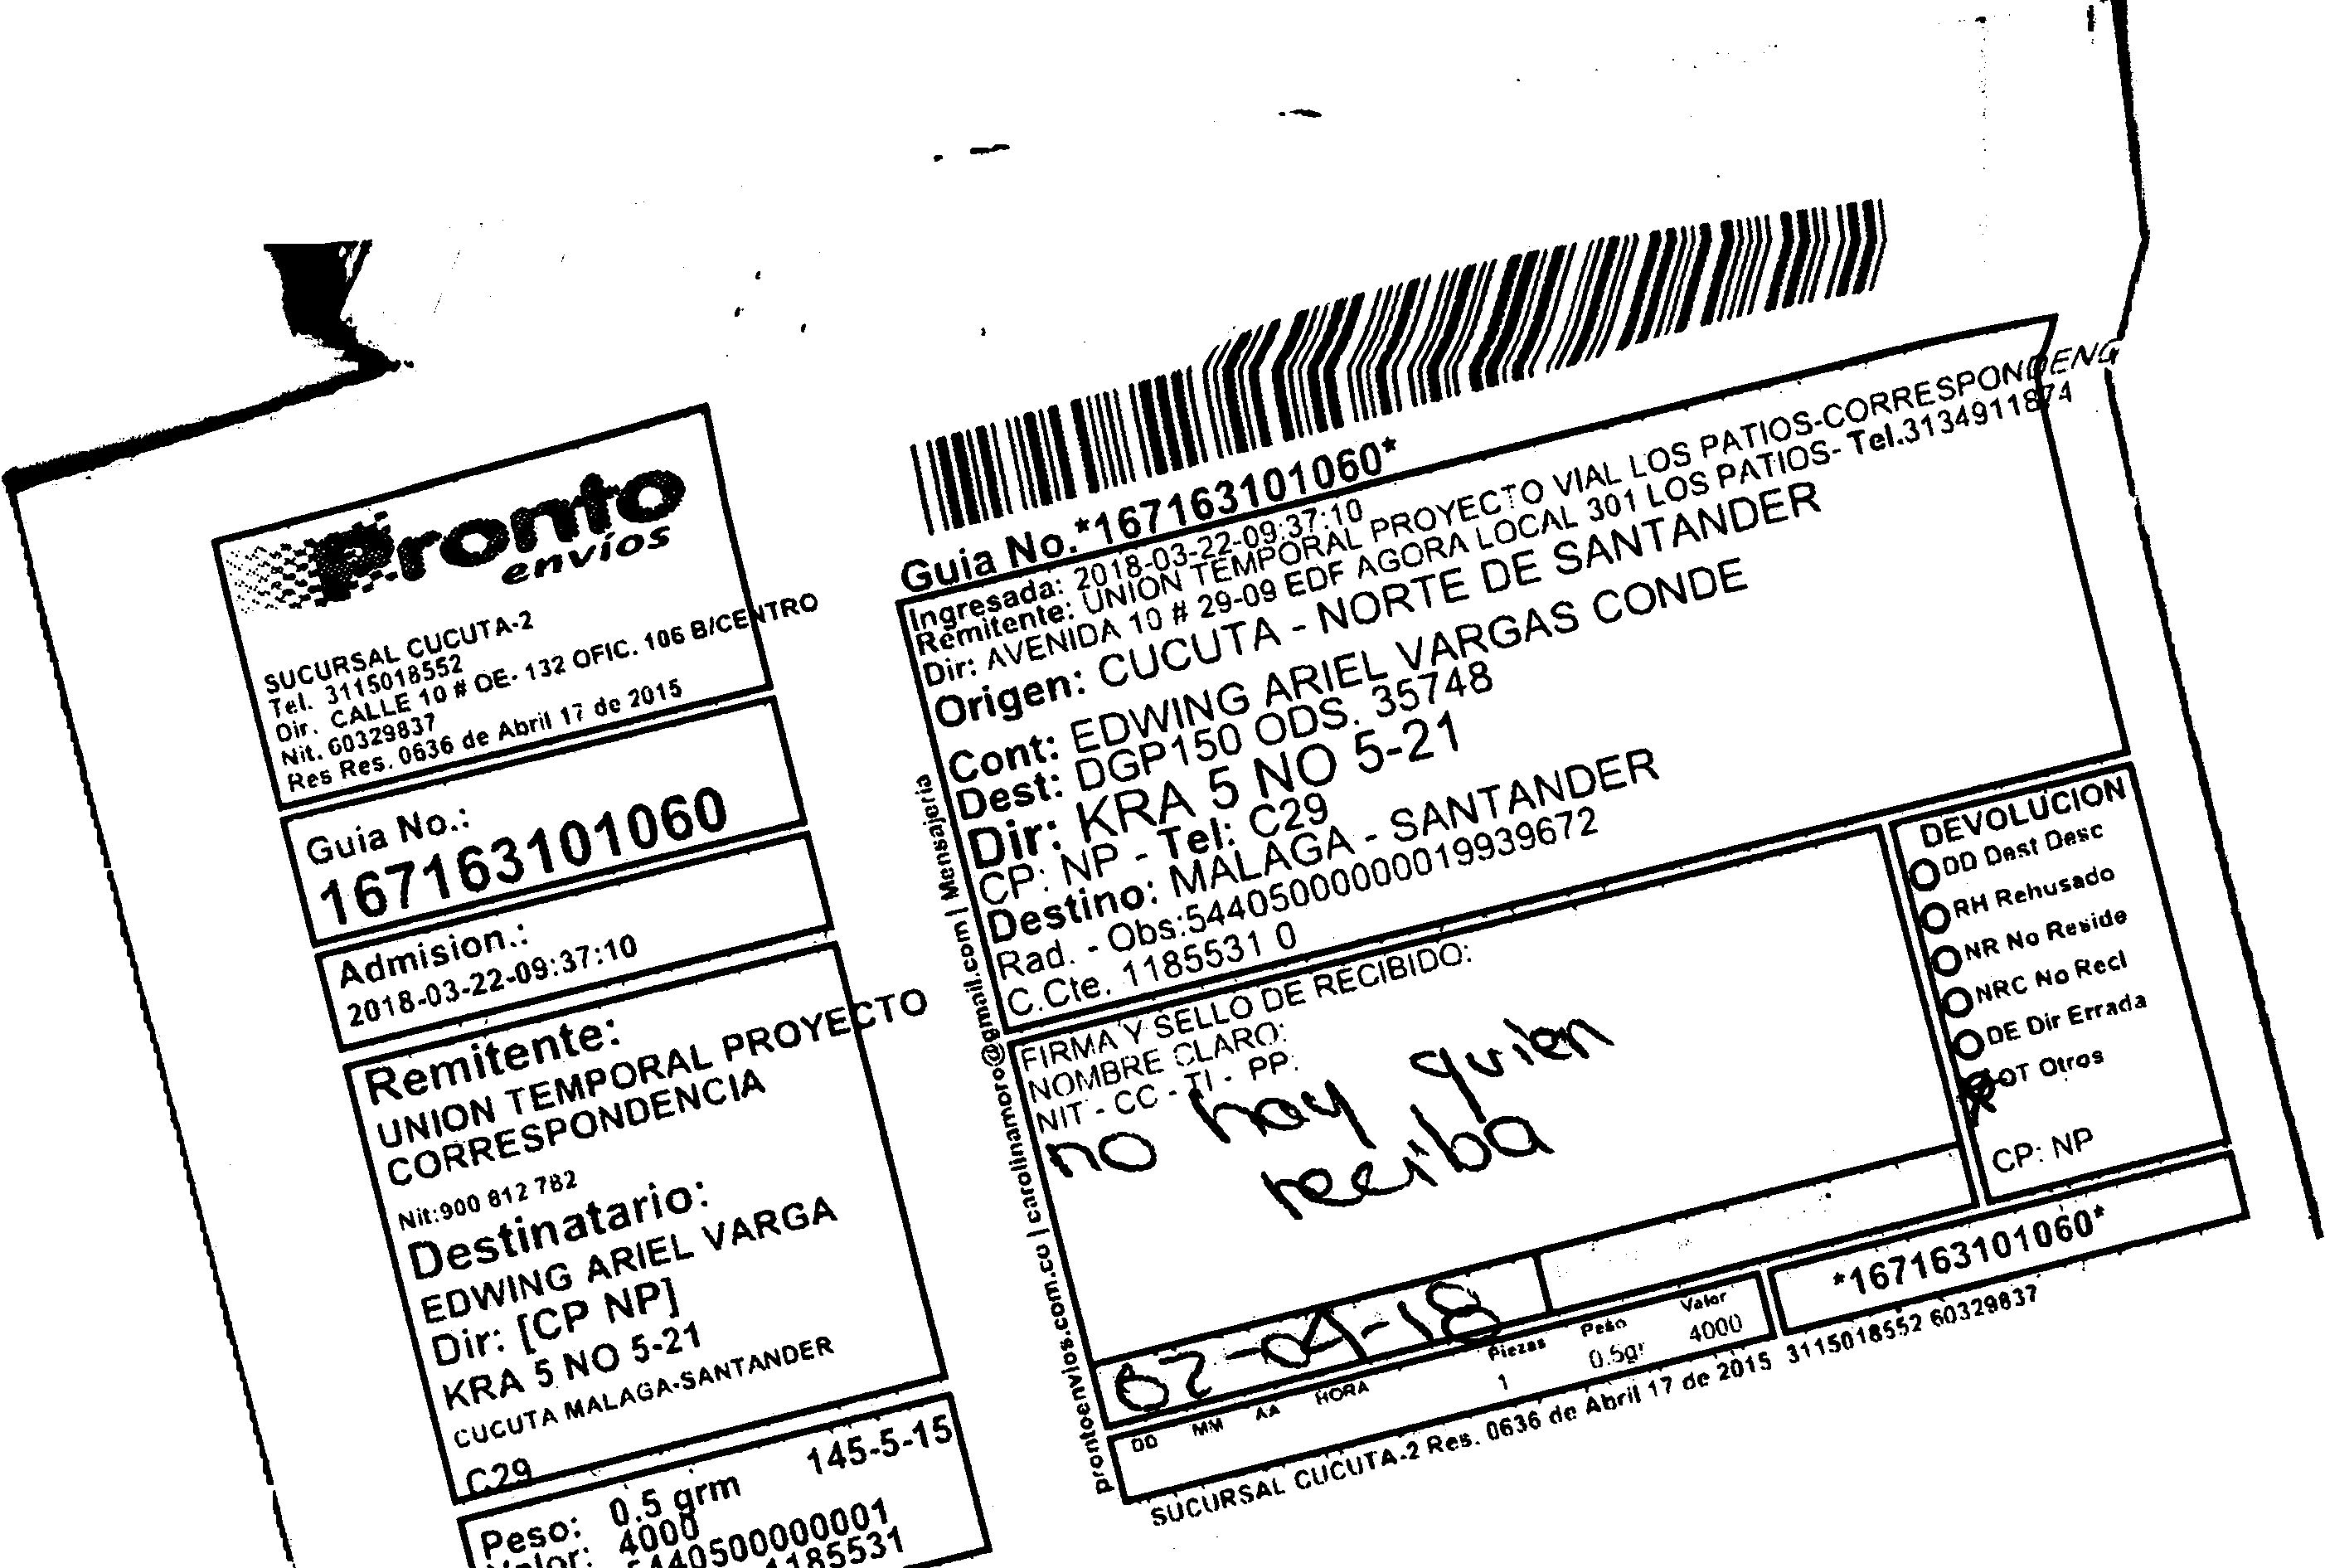 Pronto
envíos
SUCURSAL CUCUTA-2
Tel. 3115018552
Dir. CALLE 10 # OE- 132 OFIC. 106 B/CENTRO
Nit. 60329837
Res Res. 0636 de Abril 17 de 2015
Guia No.:
167163101060
Admision.:
2018-03-22-09:37:10
Remitente:
UNION TEMPORAL PROYECTO
CORRESPONDENCIA
Nit:900 812 782
Destinatario:
EDWING ARIEL VARGA
Dir: [CP NP]
KRA 5 NO 5-21
CUCUTA MALAGA-SANTANDER
C29
Peso: 0.5 grm 145-5-15
Valor: 4000
5440500000001
1185531
prontoenvios.com.co | carolinamoro@gmail.com | Mensajeria
Guia No.*167163101060*
Ingresada: 2018-03-22-09:37:10
Remitente: UNION TEMPORAL PROYECTO VIAL LOS PATIOS-CORRESPONDENC
Dir: AVENIDA 10 # 29-09 EDF AGORA LOCAL 301 LOS PATIOS- Tel.3134911874
Origen: CUCUTA - NORTE DE SANTANDER
Cont: EDWING ARIEL VARGAS CONDE
Dest: DGP150 ODS. 35748
Dir: KRA 5 NO 5-21
CP: NP - Tel: C29
Destino: MALAGA - SANTANDER
Rad. - Obs:5440500000019939672
C.Cte. 1185531 0
FIRMA Y SELLO DE RECIBIDO:
NOMBRE CLARO:
NIT - CC - TI - PP:
no hay quien
reciba
DEVOLUCION
DD Dest Desc
RH Rehusado
NR No Reside
NRC No Recl
DE Dir Errada
OT Otros
CP: NP
02-04-18
DD MM AA HORA
Piezas Peso Valor
1 0.5gr 4000
*167163101060*
SUCURSAL CUCUTA-2 Res. 0636 de Abril 17 de 2015 3115018552 60329837